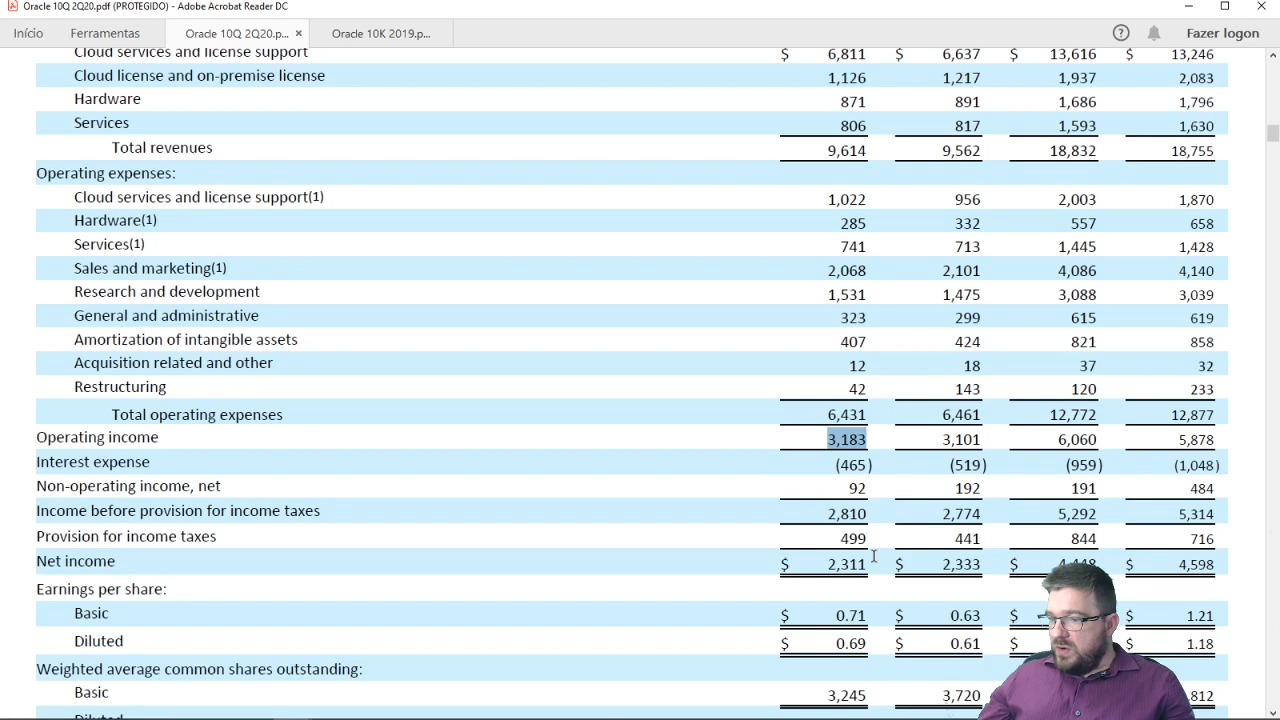 Oracle 10Q 2Q20.pdf (PROTEGIDO) - Adobe Acrobat Reader DC
Início Ferramentas Oracle 10Q 2Q20.p... × Oracle 10K 2019.p... Fazer logon
Cloud services and license support $ 6,811 $ 6,637 $ 13,616 $ 13,246
Cloud license and on-premise license 1,126 1,217 1,937 2,083
Hardware 871 891 1,686 1,796
Services 806 817 1,593 1,630
Total revenues 9,614 9,562 18,832 18,755
Operating expenses:
Cloud services and license support(1) 1,022 956 2,003 1,870
Hardware(1) 285 332 557 658
Services(1) 741 713 1,445 1,428
Sales and marketing(1) 2,068 2,101 4,086 4,140
Research and development 1,531 1,475 3,088 3,039
General and administrative 323 299 615 619
Amortization of intangible assets 407 424 821 858
Acquisition related and other 12 18 37 32
Restructuring 42 143 120 233
Total operating expenses 6,431 6,461 12,772 12,877
Operating income 3,183 3,101 6,060 5,878
Interest expense (465) (519) (959) (1,048)
Non-operating income, net 92 192 191 484
Income before provision for income taxes 2,810 2,774 5,292 5,314
Provision for income taxes 499 441 844 716
Net income $ 2,311 $ 2,333 $ $ 4,598
Earnings per share:
Basic $ 0.71 $ 0.63 $ $ 1.21
Diluted $ 0.69 $ 0.61 $ 1.18
Weighted average common shares outstanding:
Basic 3,245 3,720 812
Diluted